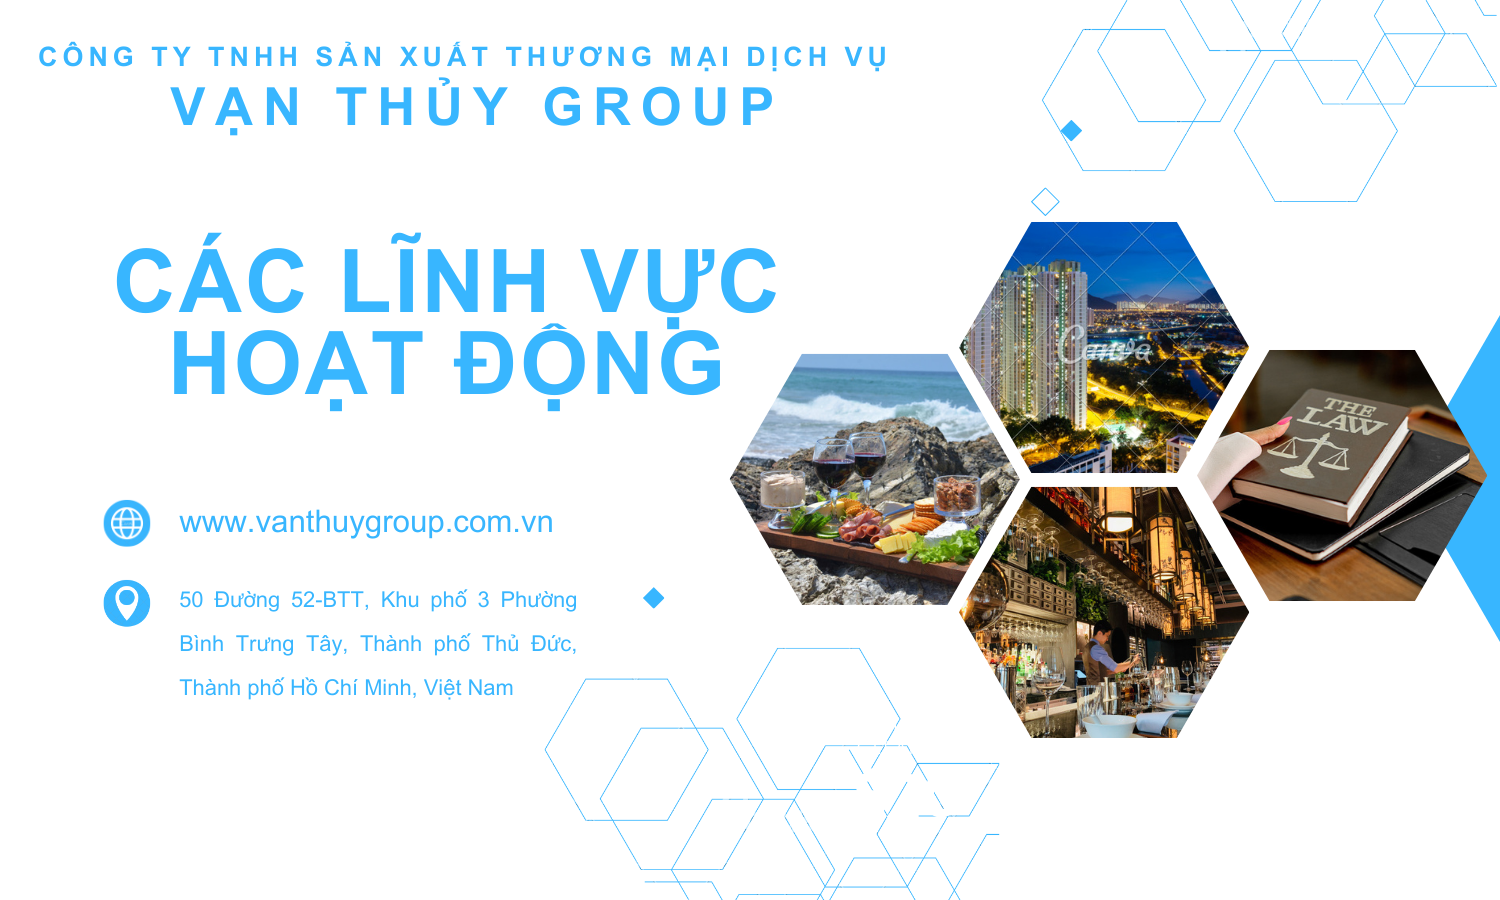 CÔNG TY TNHH SẢN XUẤT THƯƠNG MẠI DỊCH VỤ
VẠN THỦY GROUP
CÁC LĨNH VỰC
HOẠT ĐỘNG
Canva
THE
LAW
www.vanthuygroup.com.vn
50 Đường 52-BTT, Khu phố 3 Phường
Bình Trưng Tây, Thành phố Thủ Đức,
Thành phố Hồ Chí Minh, Việt Nam